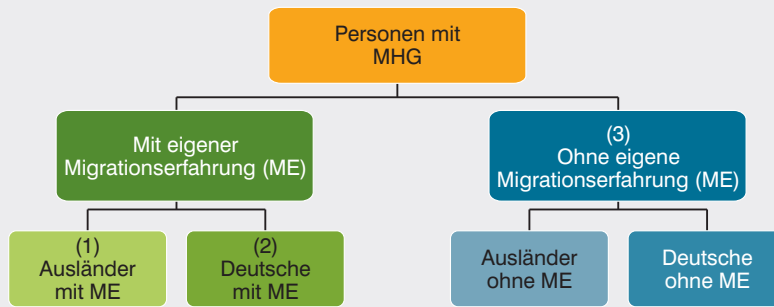 Personen mit
MHG
Mit eigener
Migrationserfahrung (ME)
(3)
Ohne eigene
Migrationserfahrung (ME)
(1)
Ausländer
mit ME
(2)
Deutsche
mit ME
Ausländer
ohne ME
Deutsche
ohne ME